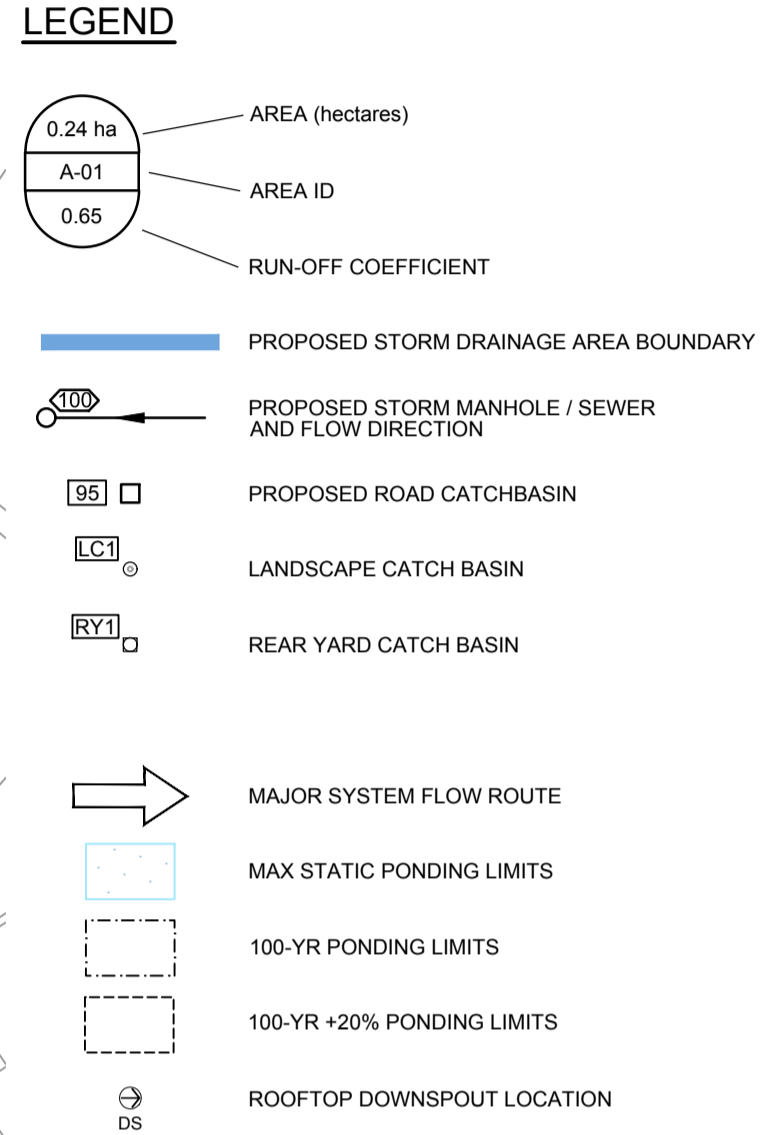 LEGEND
0.24 ha
AREA (hectares)
A-01
AREA ID
0.65
RUN-OFF COEFFICIENT
PROPOSED STORM DRAINAGE AREA BOUNDARY
100
PROPOSED STORM MANHOLE / SEWER
AND FLOW DIRECTION
95
PROPOSED ROAD CATCHBASIN
LC1
LANDSCAPE CATCH BASIN
RY1
REAR YARD CATCH BASIN
MAJOR SYSTEM FLOW ROUTE
MAX STATIC PONDING LIMITS
100-YR PONDING LIMITS
100-YR +20% PONDING LIMITS
ROOFTOP DOWNSPOUT LOCATION
DS